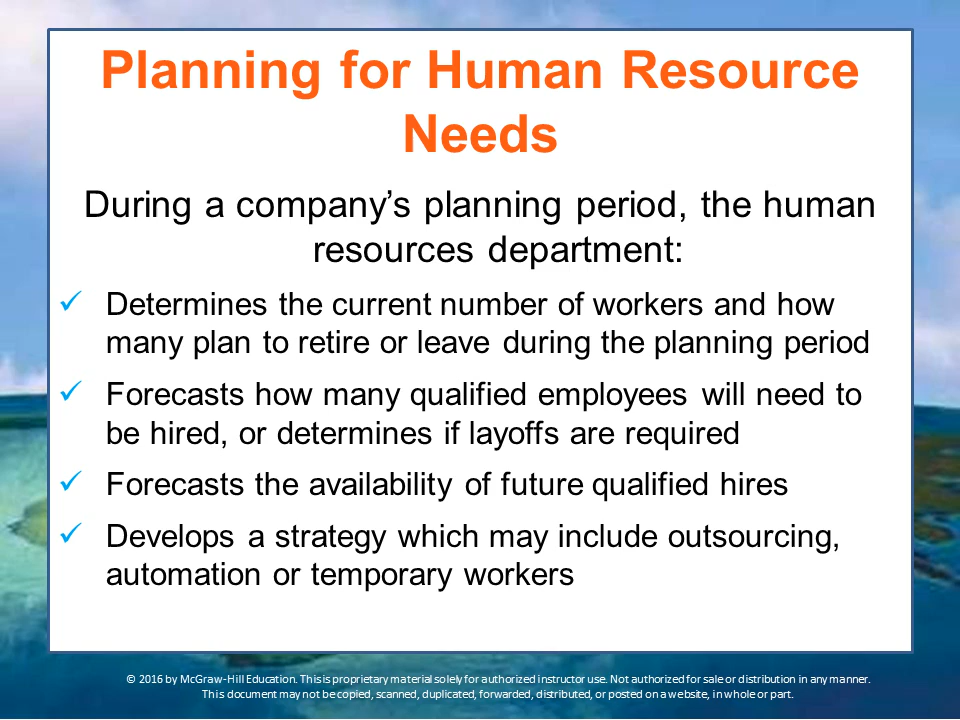 Planning for Human Resource
Needs
During a company’s planning period, the human
resources department:
✓ Determines the current number of workers and how
many plan to retire or leave during the planning period
✓ Forecasts how many qualified employees will need to
be hired, or determines if layoffs are required
✓ Forecasts the availability of future qualified hires
✓ Develops a strategy which may include outsourcing,
automation or temporary workers
© 2016 by McGraw-Hill Education. This is proprietary material solely for authorized instructor use. Not authorized for sale or distribution in any manner.
This document may not be copied, scanned, duplicated, forwarded, distributed, or posted on a website, in whole or part.